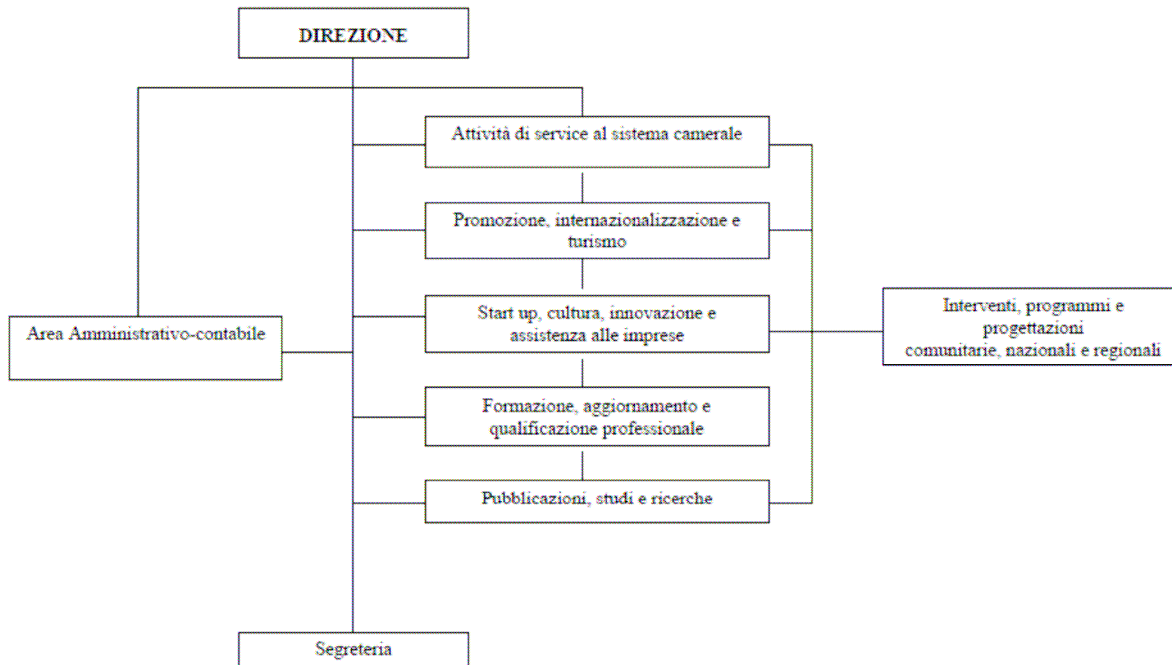 DIREZIONE
Attività di service al sistema camerale
Promozione, internazionalizzazione e
turismo
Start up, cultura, innovazione e
assistenza alle imprese
Area Amministrativo-contabile
Interventi, programmi e
progettazioni
comunitarie, nazionali e regionali
Formazione, aggiornamento e
qualificazione professionale
Pubblicazioni, studi e ricerche
Segreteria